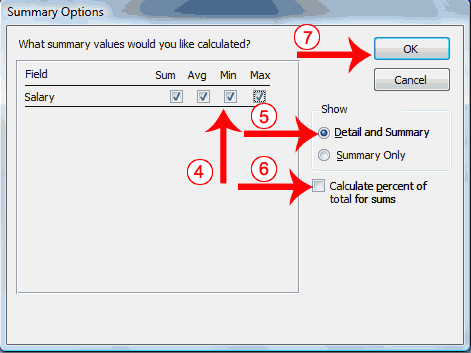 Summary Options
What summary values would you like calculated?
7
OK
Cancel
Field Sum Avg Min Max
Salary
Show
5
Detail and Summary
Summary Only
4
6
Calculate percent of
total for sums